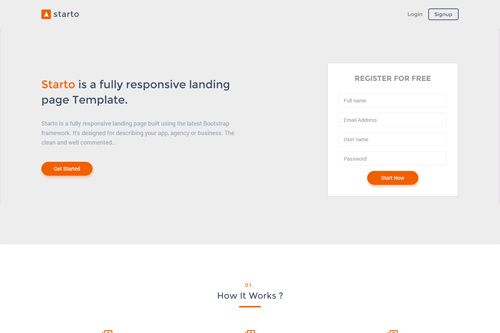 starto
Login
Signup
Starto is a fully responsive landing
page Template.
Starto is a fully responsive landing page built using the latest Bootstrap
framework. It's designed for describing your app, agency or business. The
clean and well commented...
Get Started
REGISTER FOR FREE
Full name
Email Address
User name
Password
Start Now
01.
How It Works ?